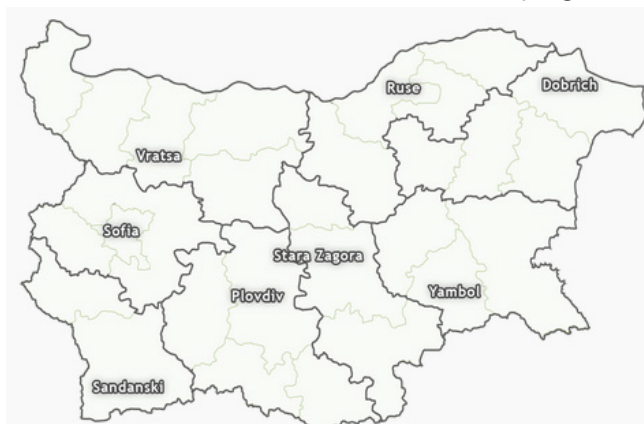 Ruse
Dobrich
Vratsa
Sofia
Stara Zagora
Plovdiv
Yambol
Sandanski